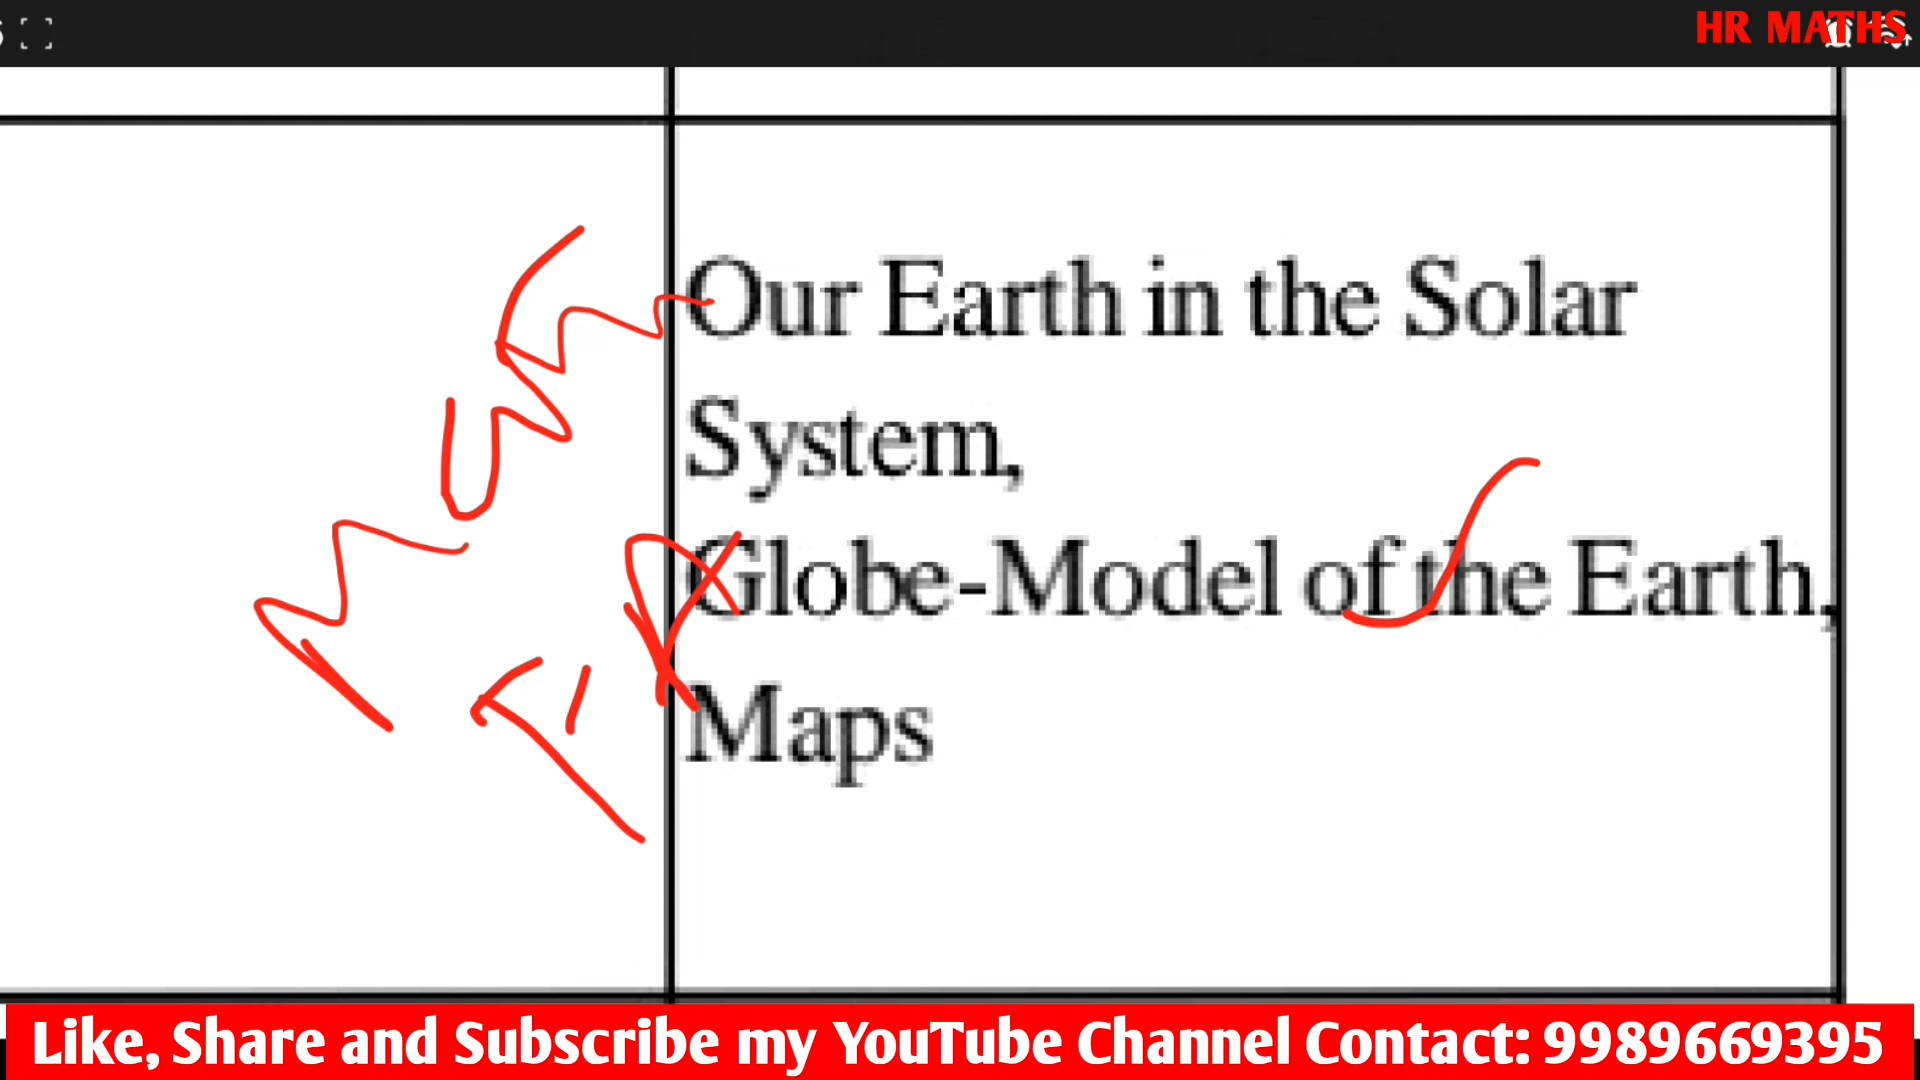 HR MATHS
Our Earth in the Solar
System,
Globe-Model of the Earth,
Maps
Like, Share and Subscribe my YouTube Channel Contact: 9989669395